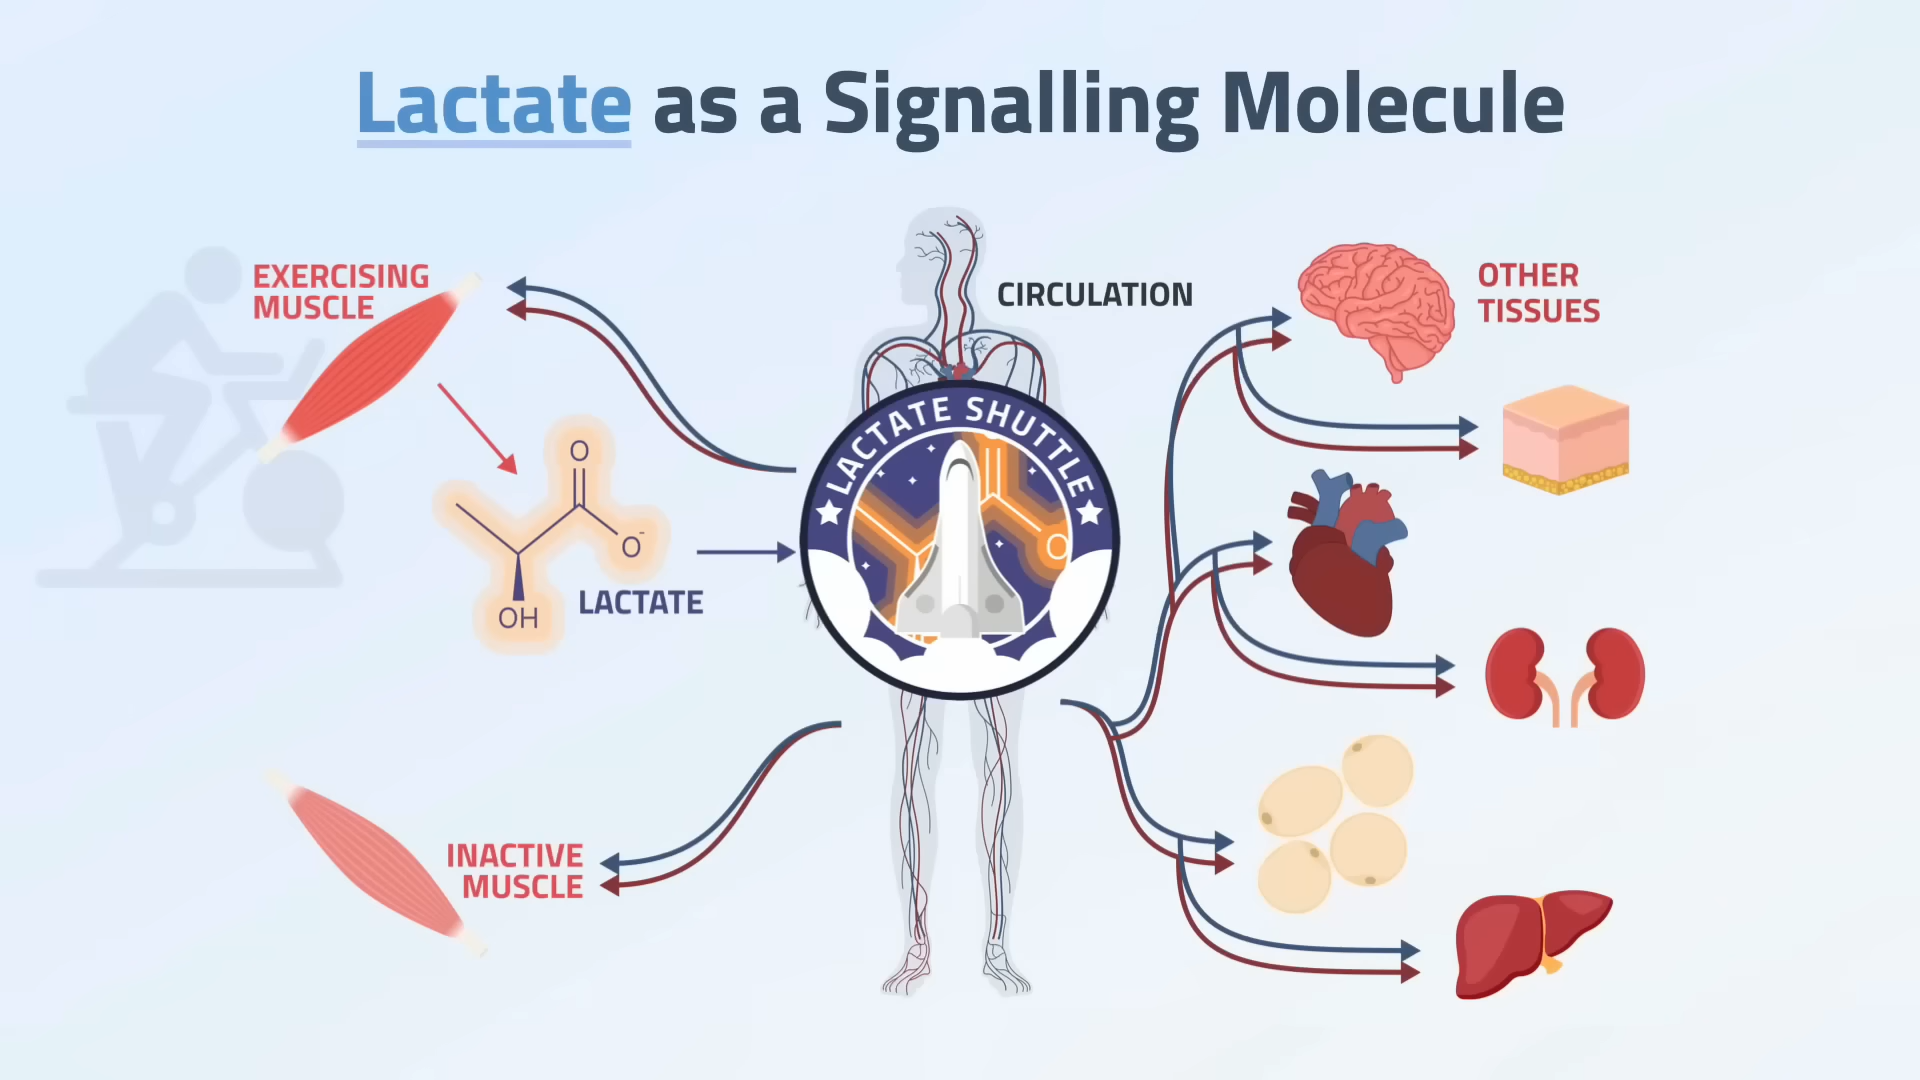 Lactate as a Signalling Molecule
EXERCISING
MUSCLE
CIRCULATION
OTHER
TISSUES
LACTATE SHUTTLE
O
O
O-
OH
LACTATE
INACTIVE
MUSCLE